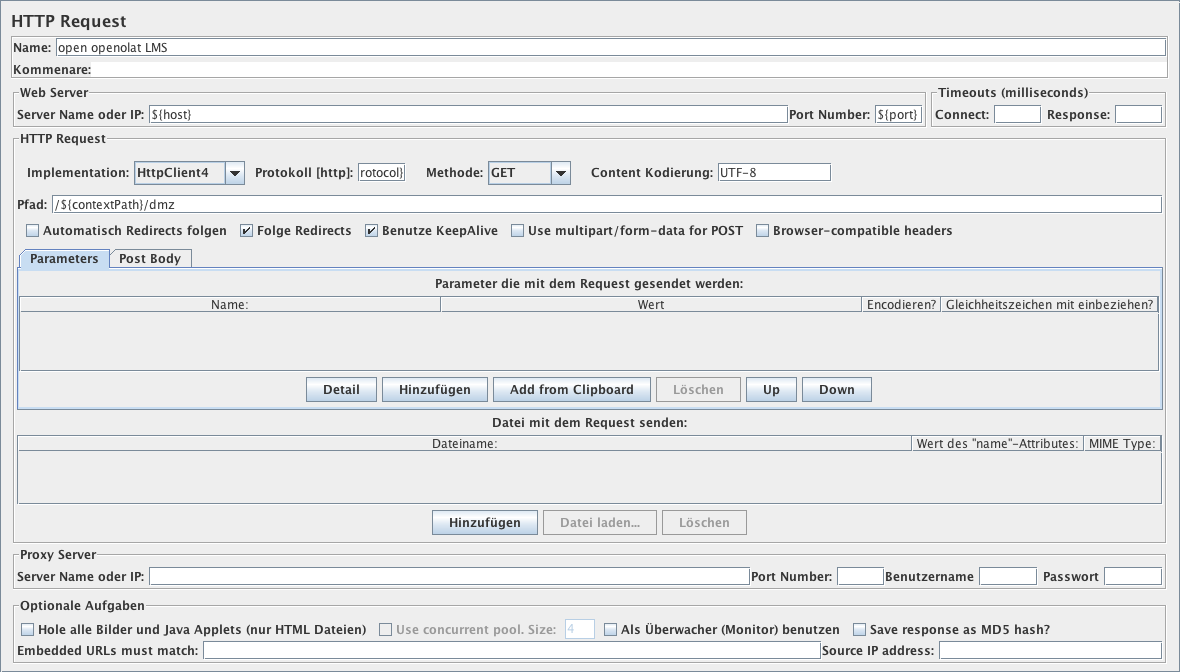 HTTP Request
Name: open openolat LMS
Kommenare:
Web Server
Timeouts (milliseconds)
Server Name oder IP: ${host} Port Number: ${port} Connect: Response:
HTTP Request
Implementation: HttpClient4 Protokoll [http]: rotocol} Methode: GET Content Kodierung: UTF-8
Pfad: /${contextPath}/dmz
Automatisch Redirects folgen Folge Redirects Benutze KeepAlive Use multipart/form-data for POST Browser-compatible headers
Parameters Post Body
Parameter die mit dem Request gesendet werden:
Name: Wert Encodieren? Gleichheitszeichen mit einbeziehen?
Detail Hinzufügen Add from Clipboard Löschen Up Down
Datei mit dem Request senden:
Dateiname: Wert des "name"-Attributes: MIME Type:
Hinzufügen Datei laden... Löschen
Proxy Server
Server Name oder IP: Port Number: Benutzername Passwort
Optionale Aufgaben
Hole alle Bilder und Java Applets (nur HTML Dateien) Use concurrent pool. Size: 4 Als Überwacher (Monitor) benutzen Save response as MD5 hash?
Embedded URLs must match: Source IP address: